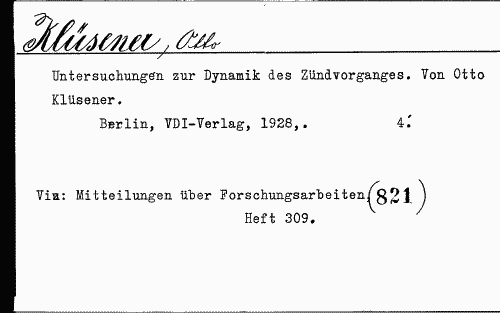 Klüsener, Otto
Untersuchungen zur Dynamik des Zündvorganges. Von Otto
Klüsener.
Berlin, VDI-Verlag, 1928,. 4.°
Via: Mitteilungen über Forschungsarbeiten, (821)
Heft 309.